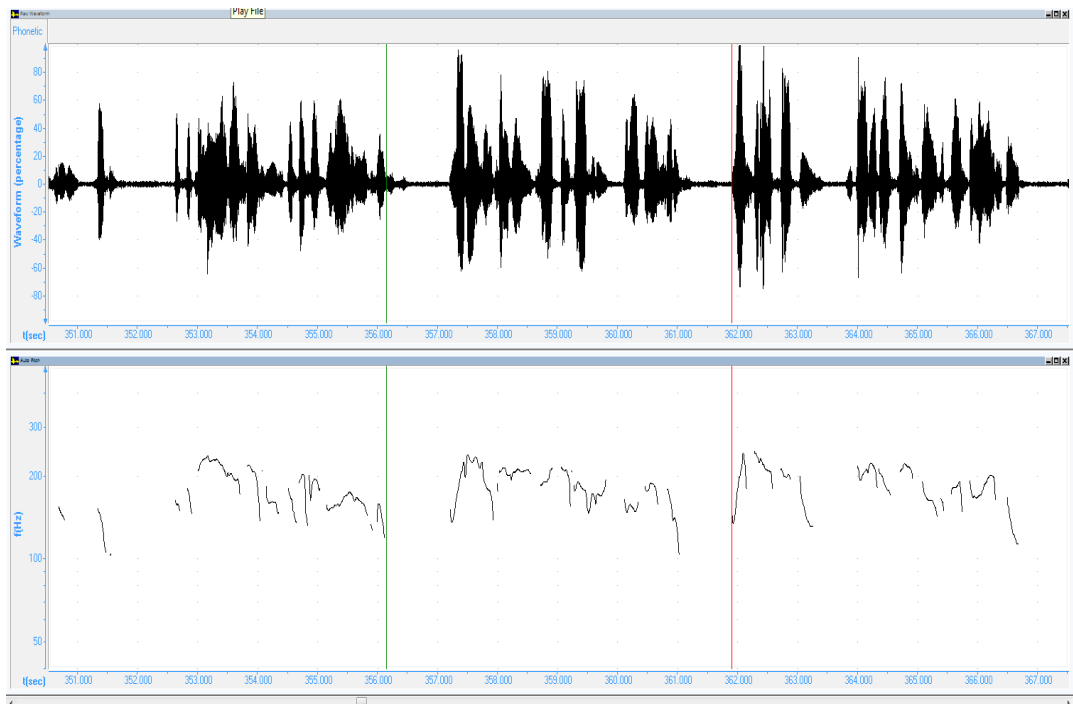 Play File
Raw Waveform
Phonetic
Waveform (percentage)
80
60
40
20
0
-20
-40
-60
-80
t(sec) 351.000 352.000 353.000 354.000 355.000 356.000 357.000 358.000 359.000 360.000 361.000 362.000 363.000 364.000 365.000 366.000 367.000
Auto Pitch
f(Hz)
300
200
100
50
t(sec) 351.000 352.000 353.000 354.000 355.000 356.000 357.000 358.000 359.000 360.000 361.000 362.000 363.000 364.000 365.000 366.000 367.000